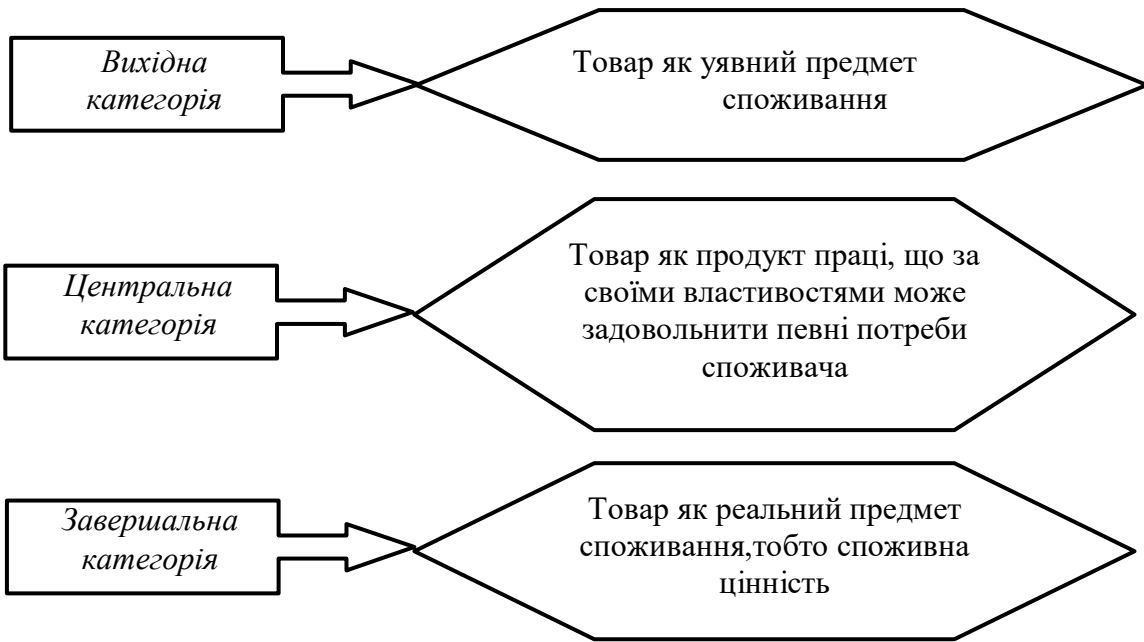 Вихідна
категорія
Товар як уявний предмет
споживання
Центральна
категорія
Товар як продукт праці, що за
своїми властивостями може
задовольнити певні потреби
споживача
Завершальна
категорія
Товар як реальний предмет
споживання,тобто споживна
цінність